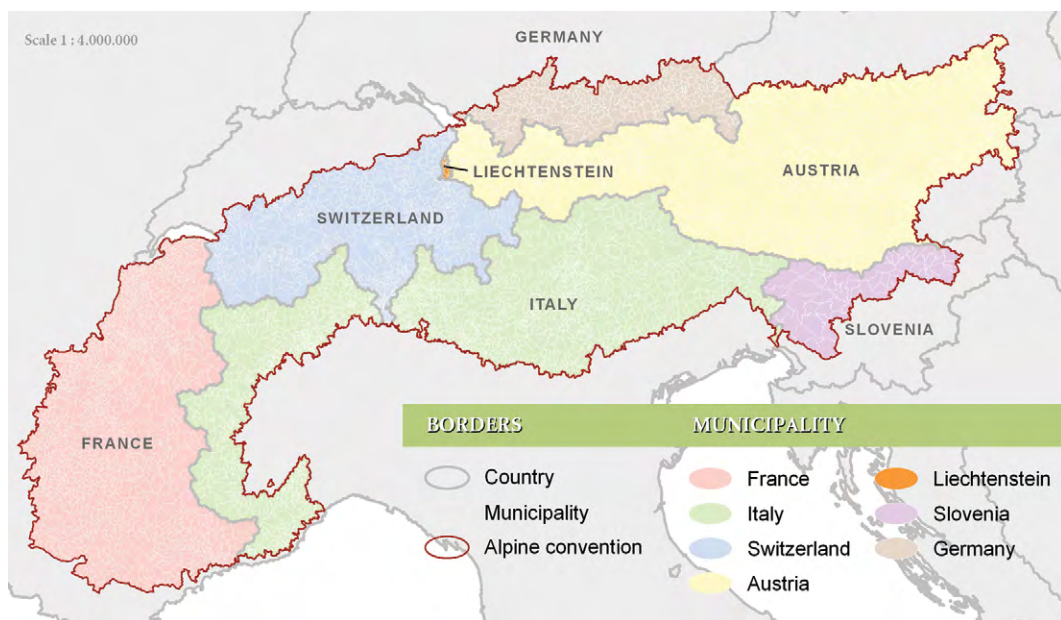 Scale 1 : 4.000.000
GERMANY
LIECHTENSTEIN
AUSTRIA
SWITZERLAND
ITALY
SLOVENIA
FRANCE
BORDERS
Country
Municipality
Alpine convention
MUNICIPALITY
France
Italy
Switzerland
Austria
Liechtenstein
Slovenia
Germany